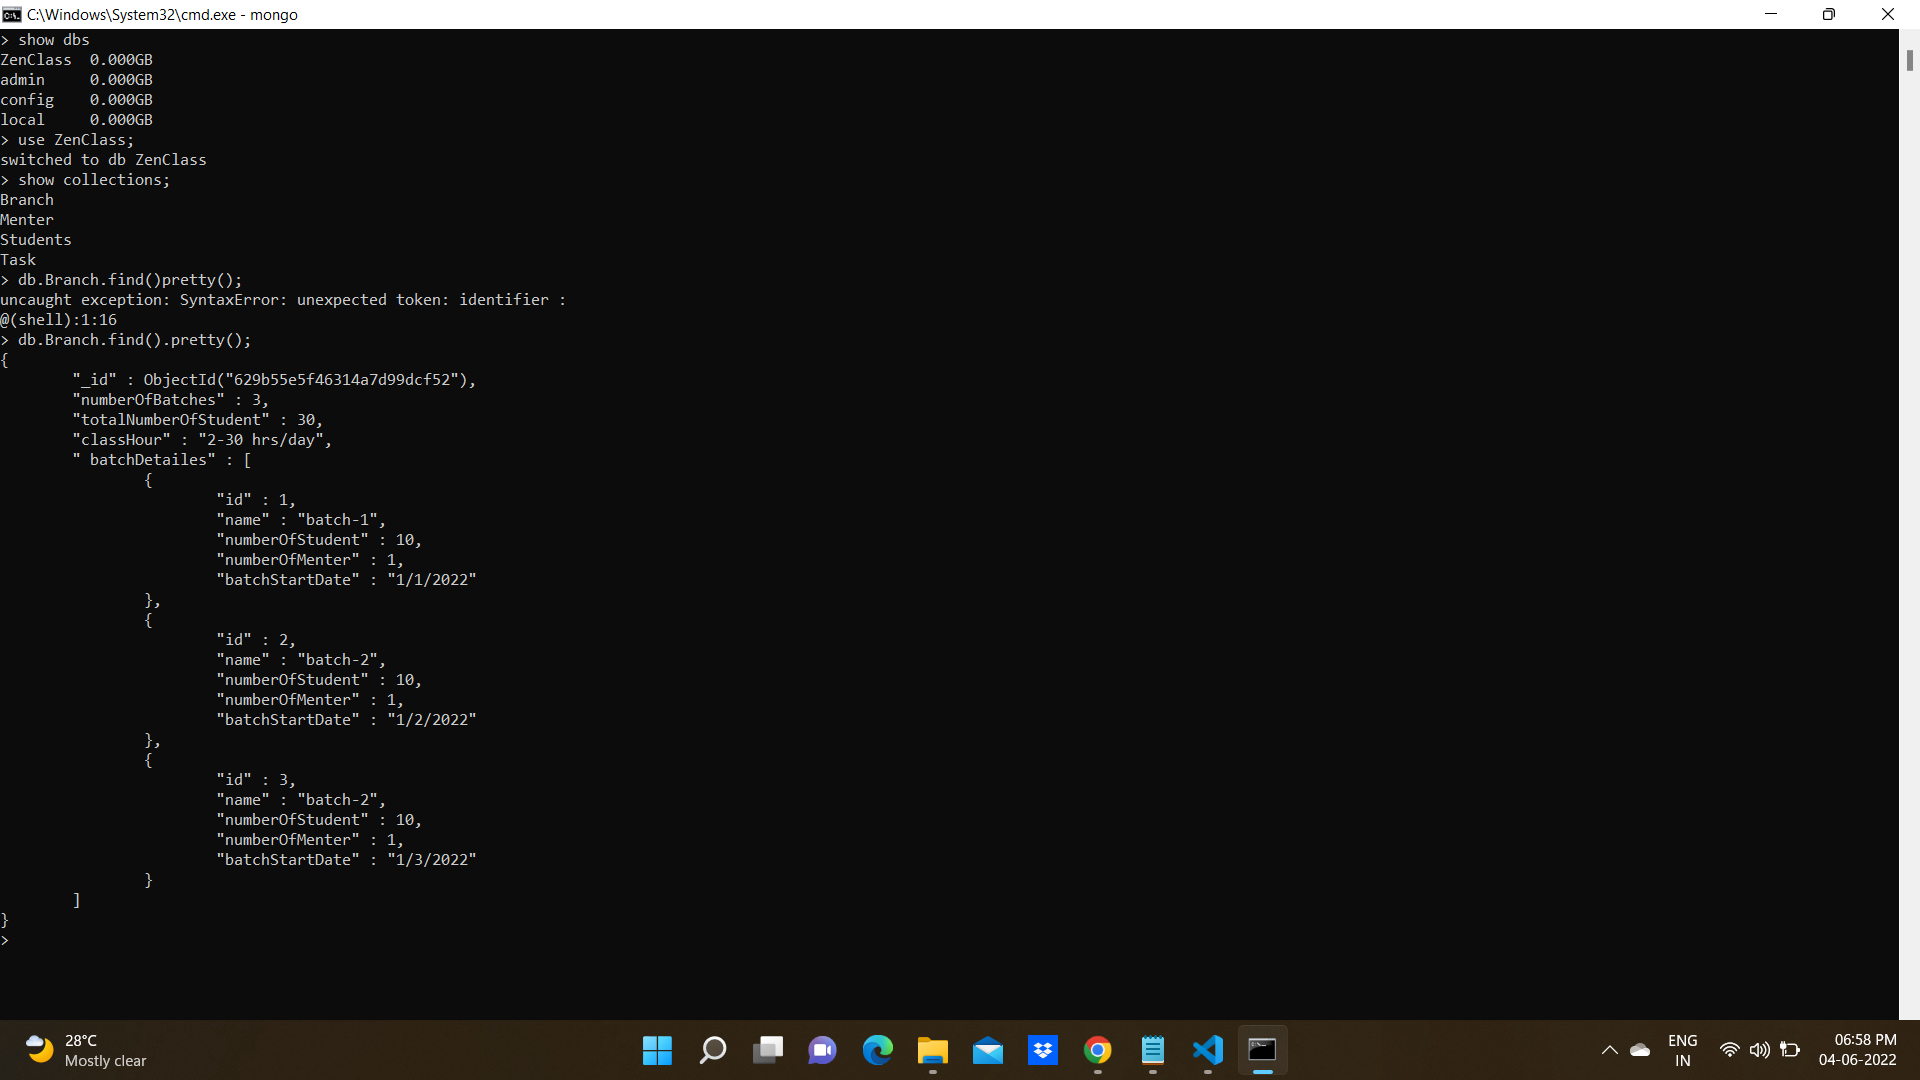 C:\Windows\System32\cmd.exe - mongo
> show dbs
ZenClass  0.000GB
admin     0.000GB
config    0.000GB
local     0.000GB
> use ZenClass;
switched to db ZenClass
> show collections;
Branch
Menter
Students
Task
> db.Branch.find()pretty();
uncaught exception: SyntaxError: unexpected token: identifier :
@(shell):1:16
> db.Branch.find().pretty();
{
        "_id" : ObjectId("629b55e5f46314a7d99dcf52"),
        "numberOfBatches" : 3,
        "totalNumberOfStudent" : 30,
        "classHour" : "2-30 hrs/day",
        " batchDetailes" : [
                {
                        "id" : 1,
                        "name" : "batch-1",
                        "numberOfStudent" : 10,
                        "numberOfMenter" : 1,
                        "batchStartDate" : "1/1/2022"
                },
                {
                        "id" : 2,
                        "name" : "batch-2",
                        "numberOfStudent" : 10,
                        "numberOfMenter" : 1,
                        "batchStartDate" : "1/2/2022"
                },
                {
                        "id" : 3,
                        "name" : "batch-2",
                        "numberOfStudent" : 10,
                        "numberOfMenter" : 1,
                        "batchStartDate" : "1/3/2022"
                }
        ]
}
>
28°C
Mostly clear
ENG
IN
06:58 PM
04-06-2022